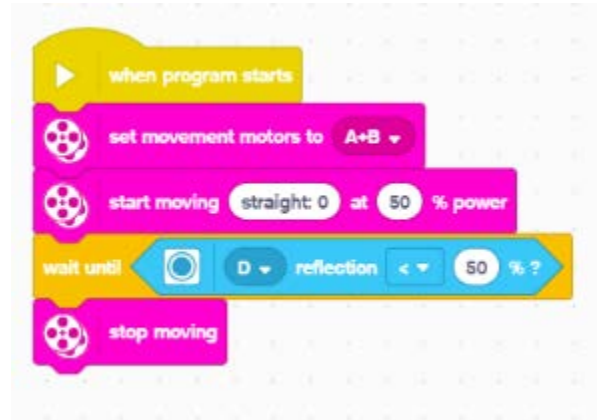 when program starts
set movement motors to A+B
start moving straight: 0 at 50 % power
wait until D reflection < 50 % ?
stop moving